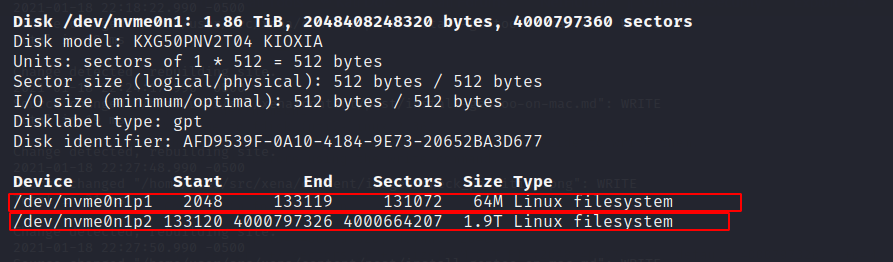 Disk /dev/nvme0n1: 1.86 TiB, 2048408248320 bytes, 4000797360 sectors
Disk model: KXG50PNV2T04 KIOXIA
Units: sectors of 1 * 512 = 512 bytes
Sector size (logical/physical): 512 bytes / 512 bytes
I/O size (minimum/optimal): 512 bytes / 512 bytes
Disklabel type: gpt
Disk identifier: AFD9539F-0A10-4184-9E73-20652BA3D677
Device Start End Sectors Size Type
/dev/nvme0n1p1 2048 133119 131072 64M Linux filesystem
/dev/nvme0n1p2 133120 4000797326 4000664207 1.9T Linux filesystem